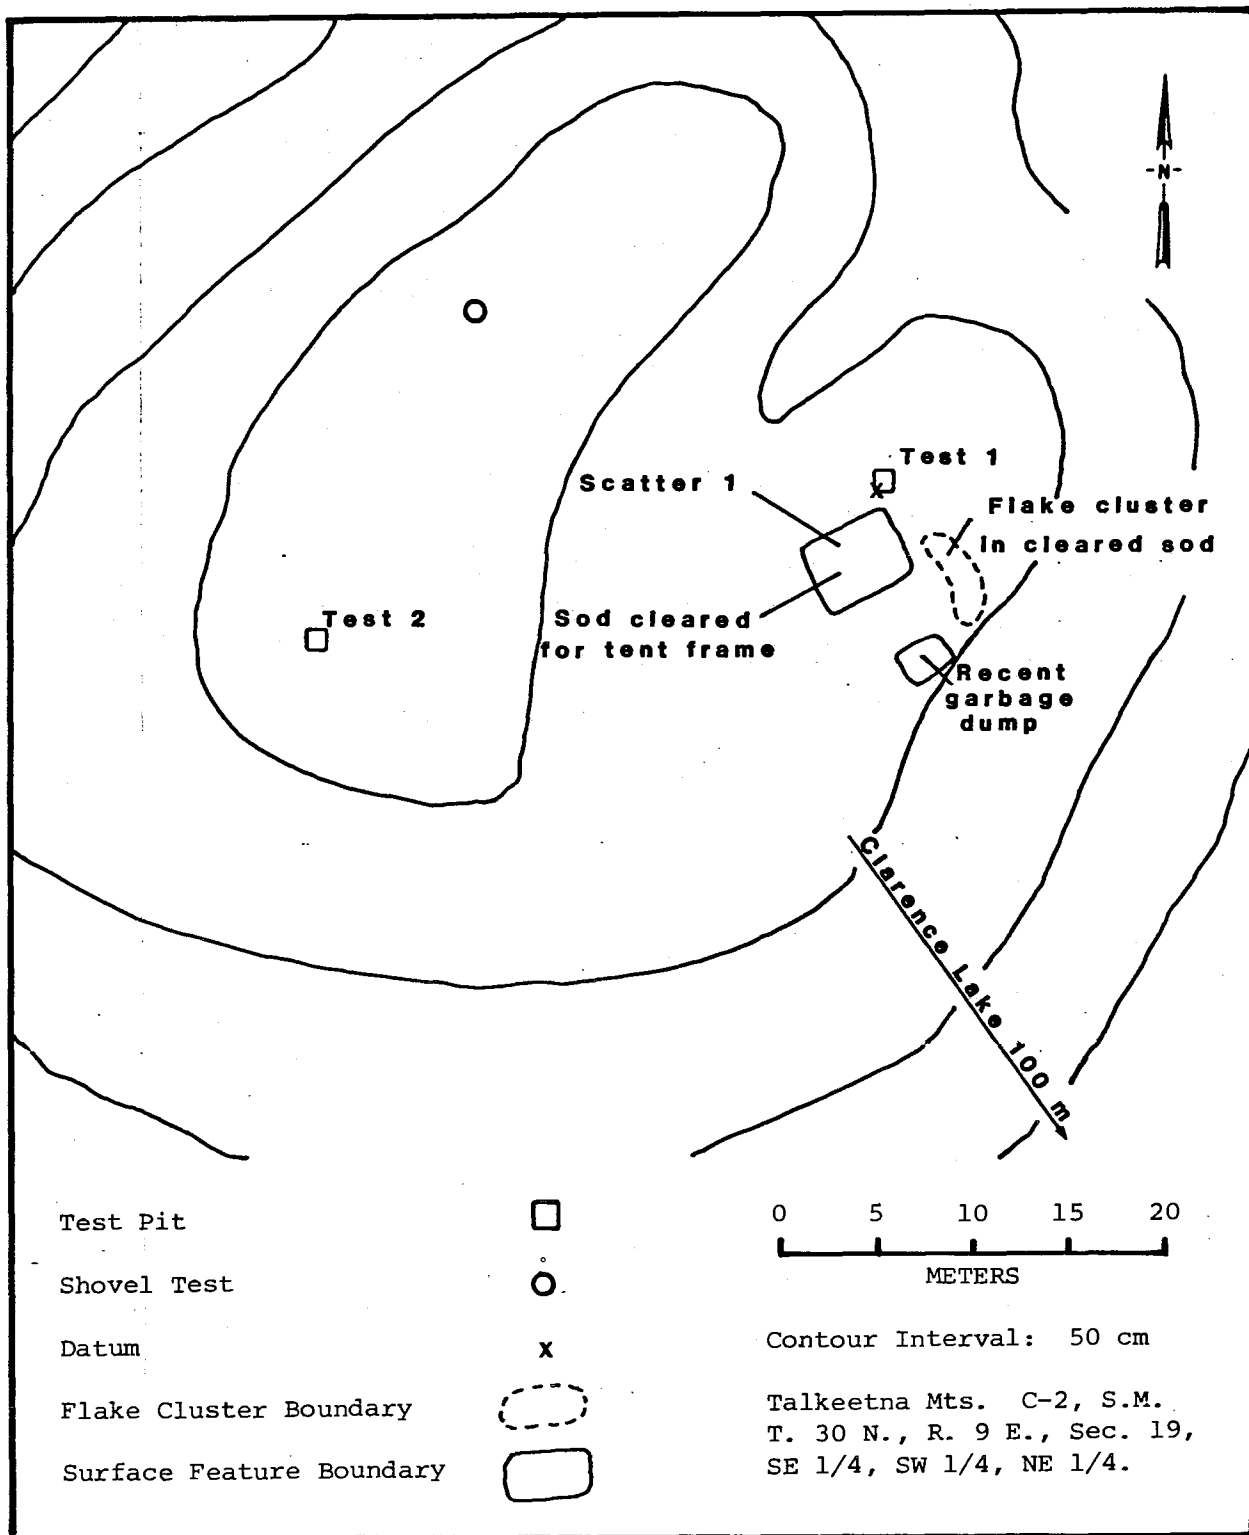 -N-
Test 1
Scatter 1
Flake cluster
in cleared sod
Test 2
Sod cleared
for tent frame
Recent
garbage
dump
Clarence Lake 100 m
Test Pit
Shovel Test
Datum
x
Flake Cluster Boundary
Surface Feature Boundary
0 5 10 15 20
METERS
Contour Interval: 50 cm
Talkeetna Mts. C-2, S.M.
T. 30 N., R. 9 E., Sec. 19,
SE 1/4, SW 1/4, NE 1/4.